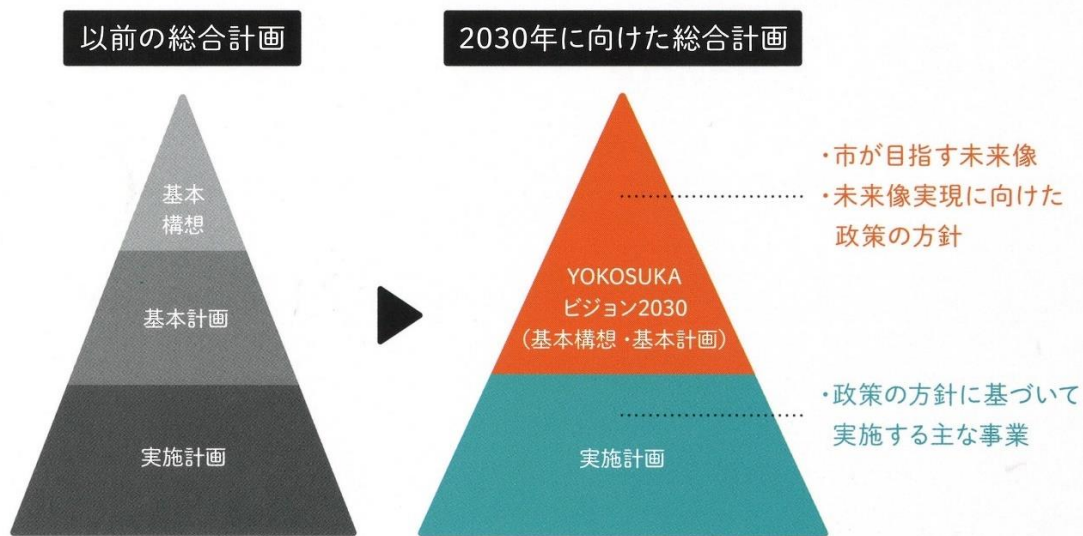 以前の総合計画
2030年に向けた総合計画
基本
構想
基本計画
実施計画
YOKOSUKA
ビジョン2030
(基本構想・基本計画)
実施計画
・市が目指す未来像
・未来像実現に向けた
政策の方針
・政策の方針に基づいて
実施する主な事業